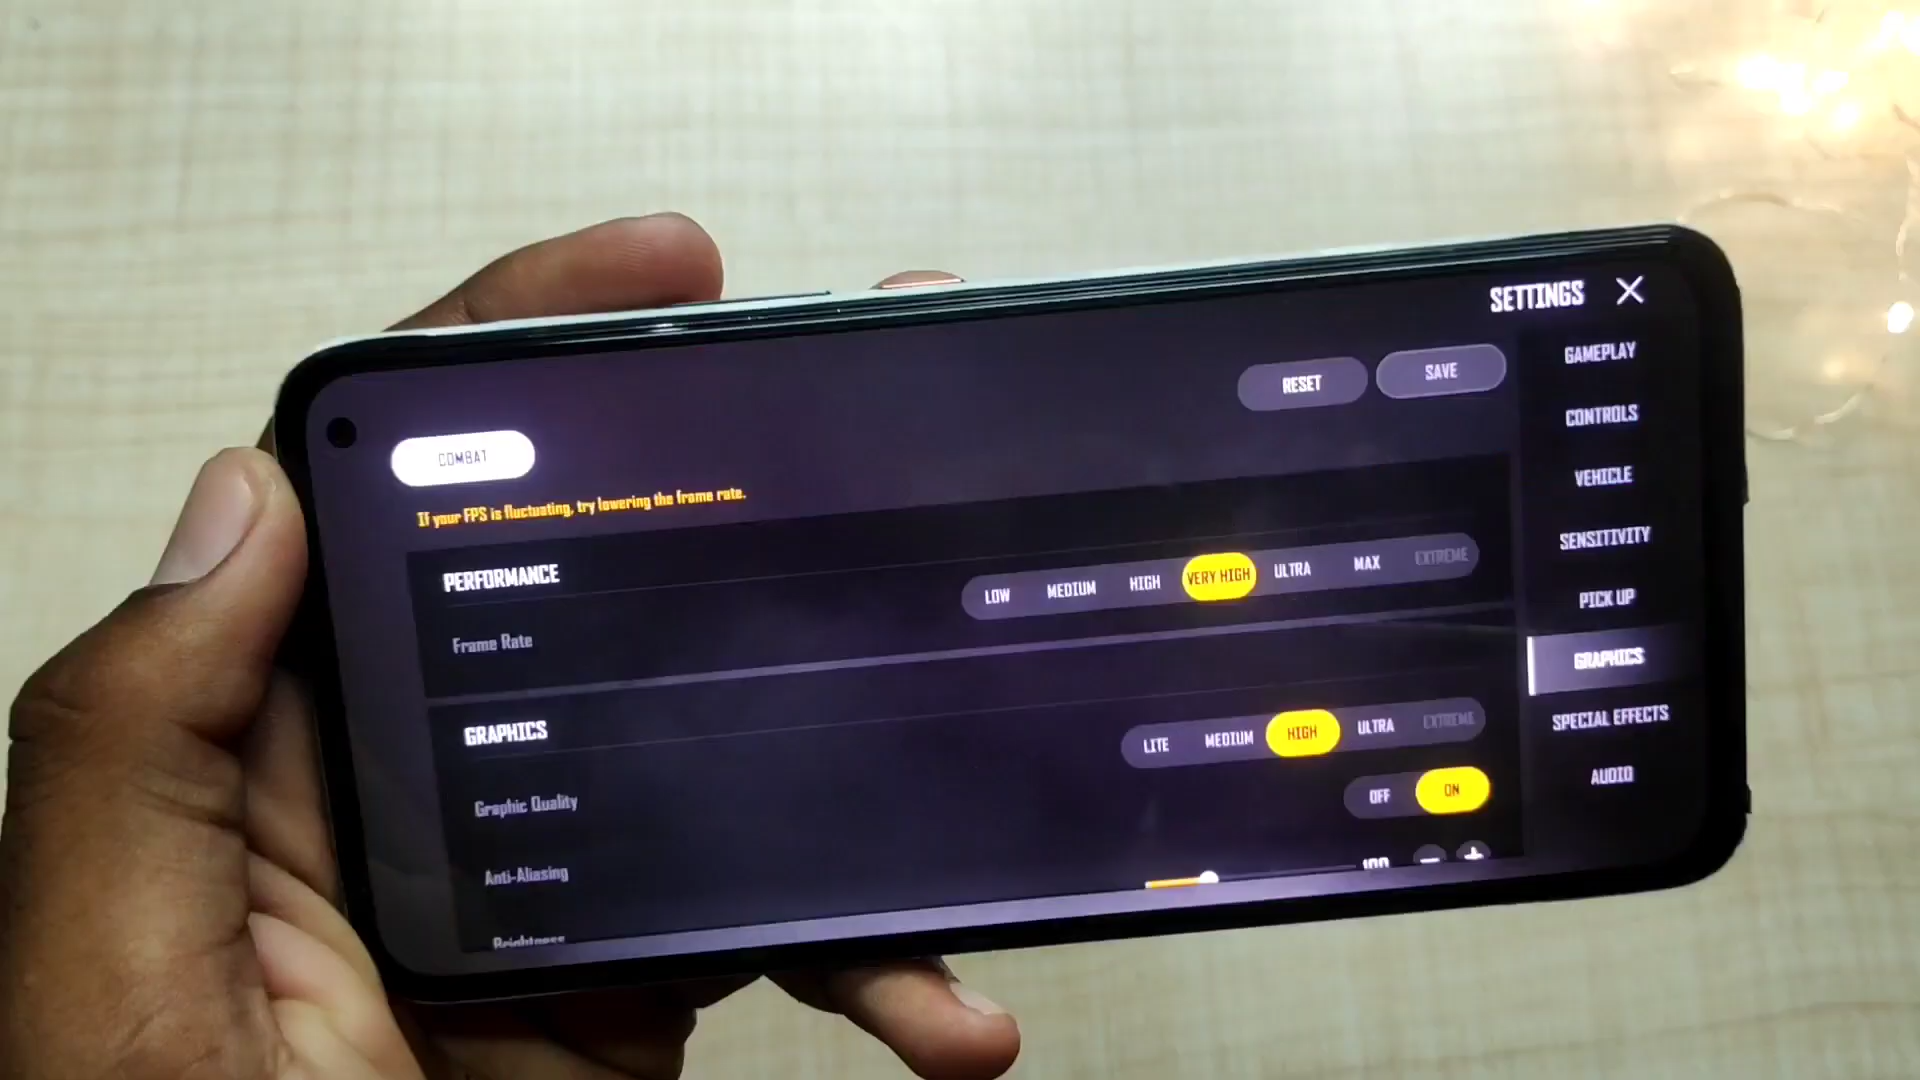 SETTINGS
RESET SAVE
COMBAT
If your FPS is fluctuating, try lowering the frame rate.
PERFORMANCE
Frame Rate
LOW MEDIUM HIGH VERY HIGH ULTRA MAX EXTREME
GRAPHICS
Graphic Quality
LITE MEDIUM HIGH ULTRA EXTREME
Anti-Aliasing
OFF ON
Brightness
100
GAMEPLAY
CONTROLS
VEHICLE
SENSITIVITY
PICK UP
GRAPHICS
SPECIAL EFFECTS
AUDIO